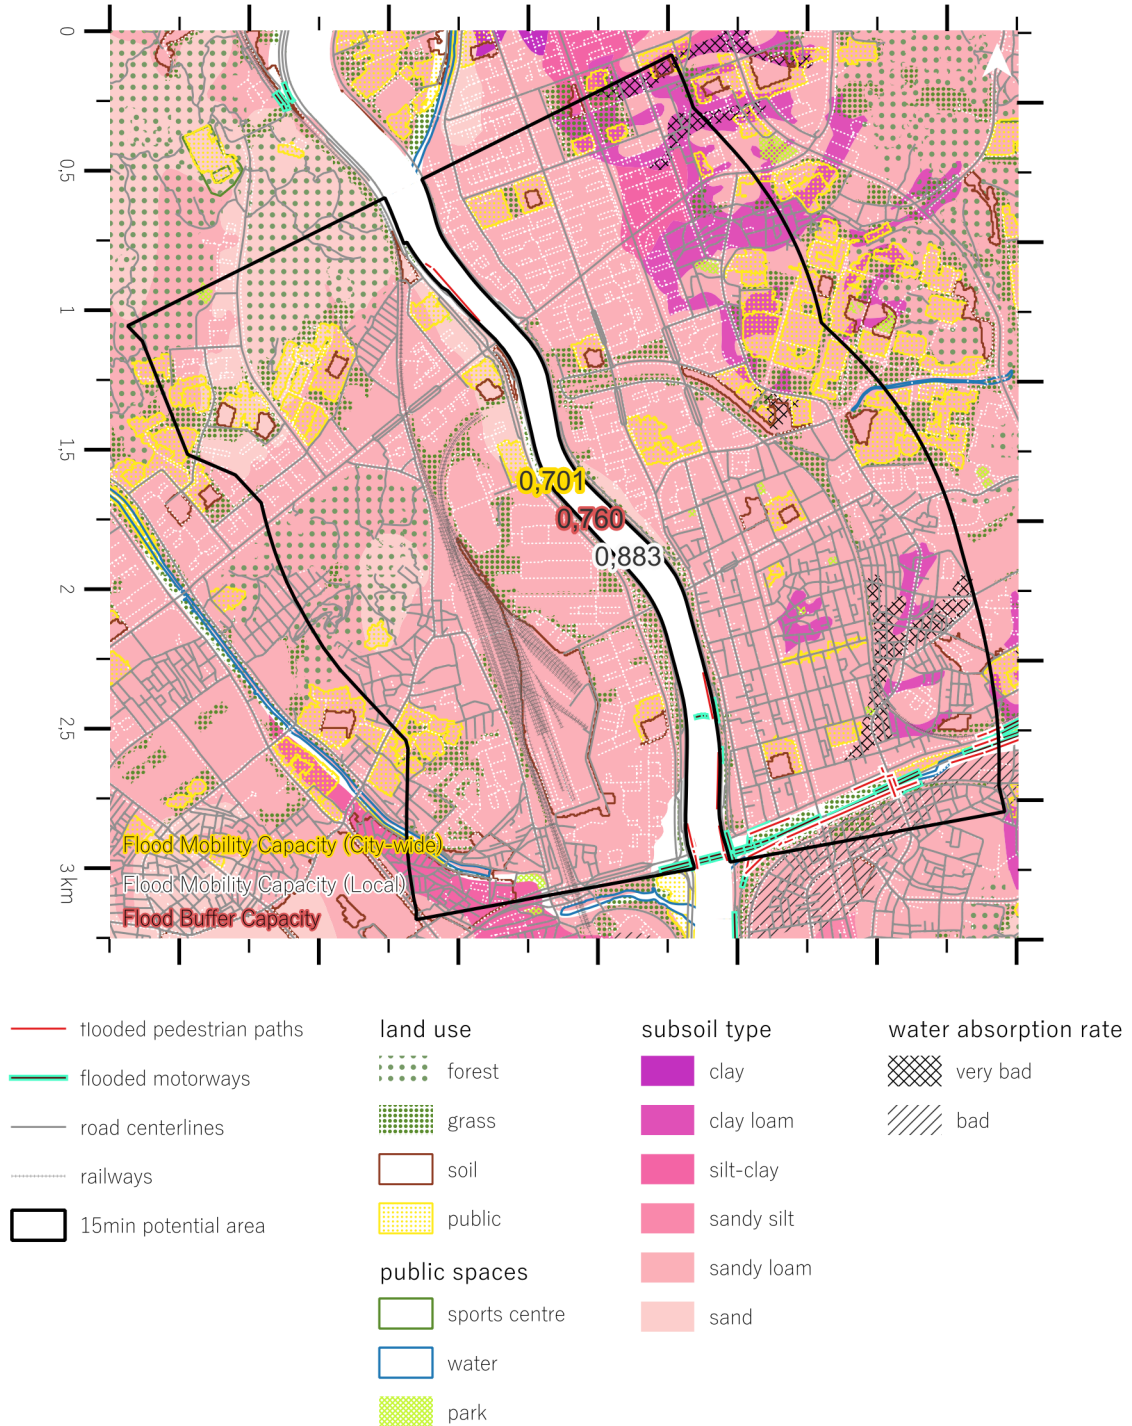 0
0,5
1
1,5
2
2,5
3 km
0,701
0,760
0,883
Flood Mobility Capacity (City-wide)
Flood Mobility Capacity (Local)
Flood Buffer Capacity
flooded pedestrian paths
flooded motorways
road centerlines
railways
15min potential area
land use
forest
grass
soil
public
public spaces
sports centre
water
park
subsoil type
clay
clay loam
silt-clay
sandy silt
sandy loam
sand
water absorption rate
very bad
bad